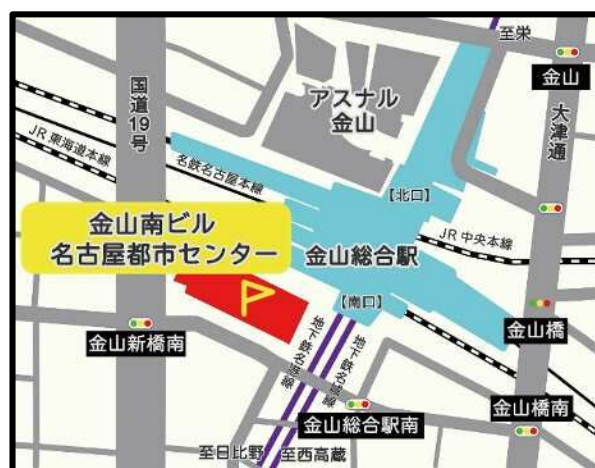 至栄
金山
国道19号
アスナル
金山
大津通
JR東海道本線
名鉄名古屋本線
【北口】
金山南ビル
名古屋都市センター
JR中央本線
金山総合駅
【南口】
金山橋
金山新橋南
地下鉄名港線
地下鉄名城線
金山総合駅南
金山橋南
至日比野
至西高蔵